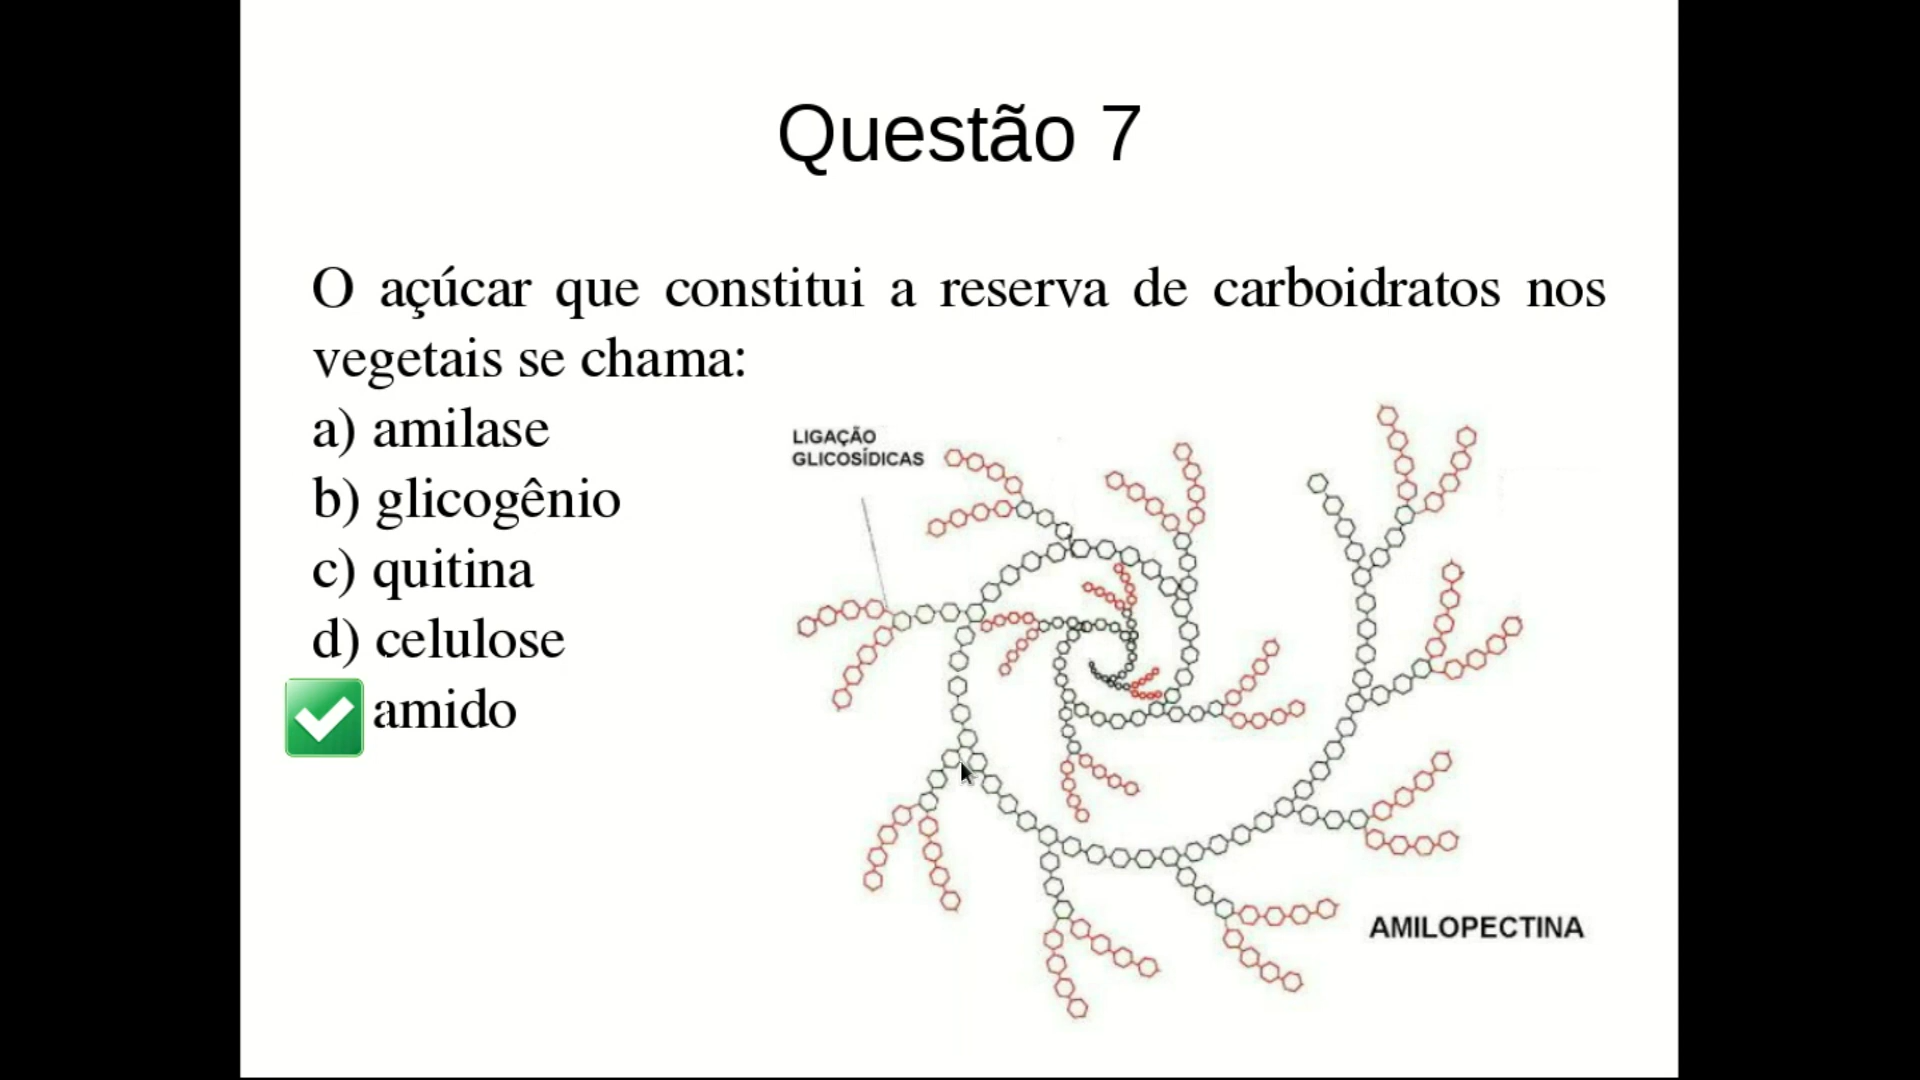 Questão 7
O açúcar que constitui a reserva de carboidratos nos
vegetais se chama:
a) amilase
b) glicogênio
c) quitina
d) celulose
amido
LIGAÇÃO
GLICOSÍDICAS
AMILOPECTINA